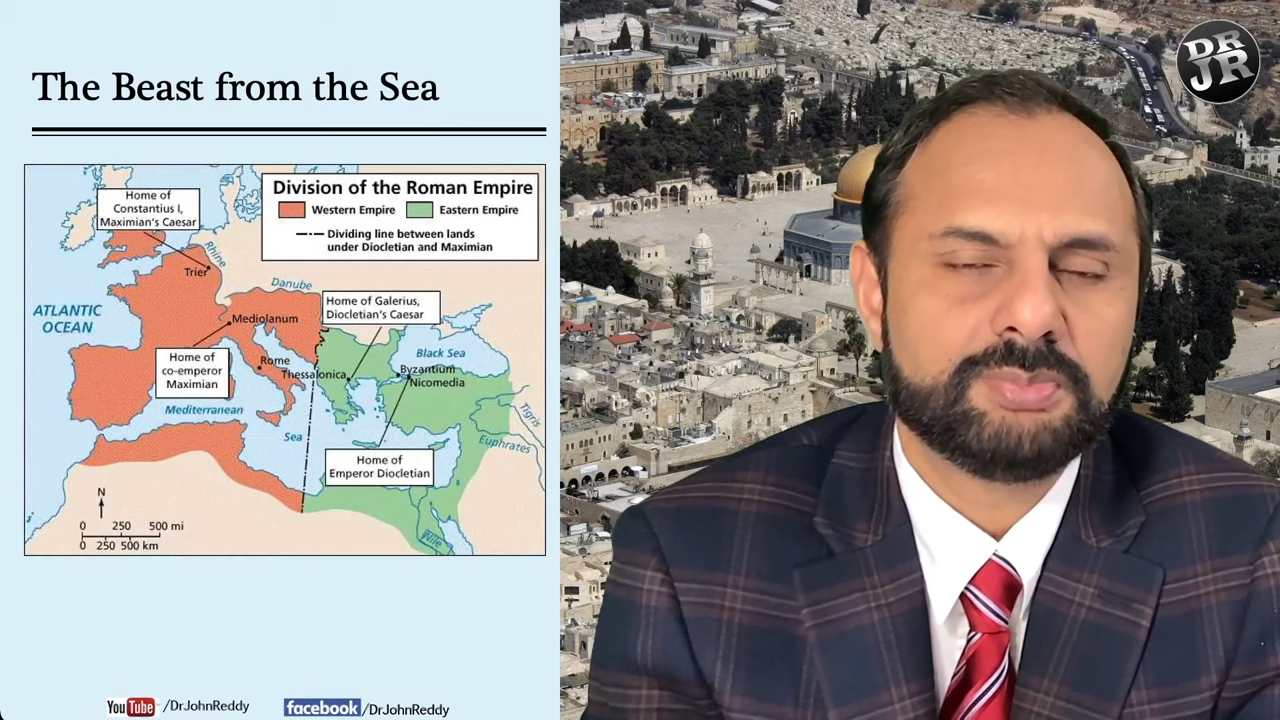 The Beast from the Sea
DR
JR
Division of the Roman Empire
Western Empire
Eastern Empire
Dividing line between lands
under Diocletian and Maximian
Home of
Constantius I,
Maximian's Caesar
Rhine
Trier
Danube
Home of Galerius,
Diocletian's Caesar
ATLANTIC
OCEAN
Mediolanum
Black Sea
Home of
co-emperor
Maximian
Rome
Thessalonica
Byzantium
Nicomedia
Mediterranean
Sea
Tigris
Euphrates
Home of
Emperor Diocletian
N
0 250 500 mi
0 250 500 km
Nile
YouTube /DrJohnReddy
facebook /DrJohnReddy